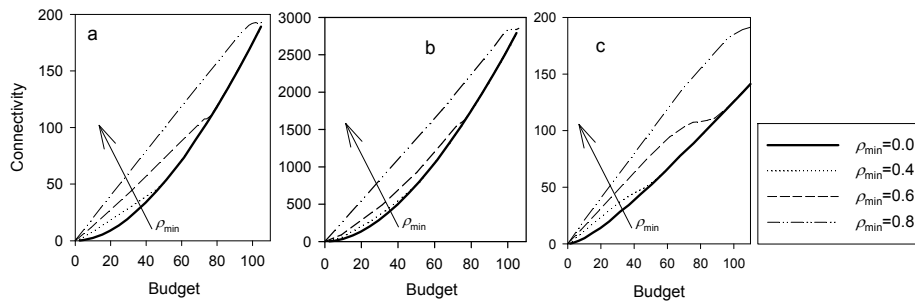 Connectivity
200
150
100
50
0
a
ρmin
0 20 40 60 80 100
Budget
3000
2500
2000
1500
1000
500
0
b
ρmin
0 20 40 60 80 100
Budget
200
150
100
50
0
c
ρmin
0 20 40 60 80 100
Budget
ρmin=0.0
ρmin=0.4
ρmin=0.6
ρmin=0.8